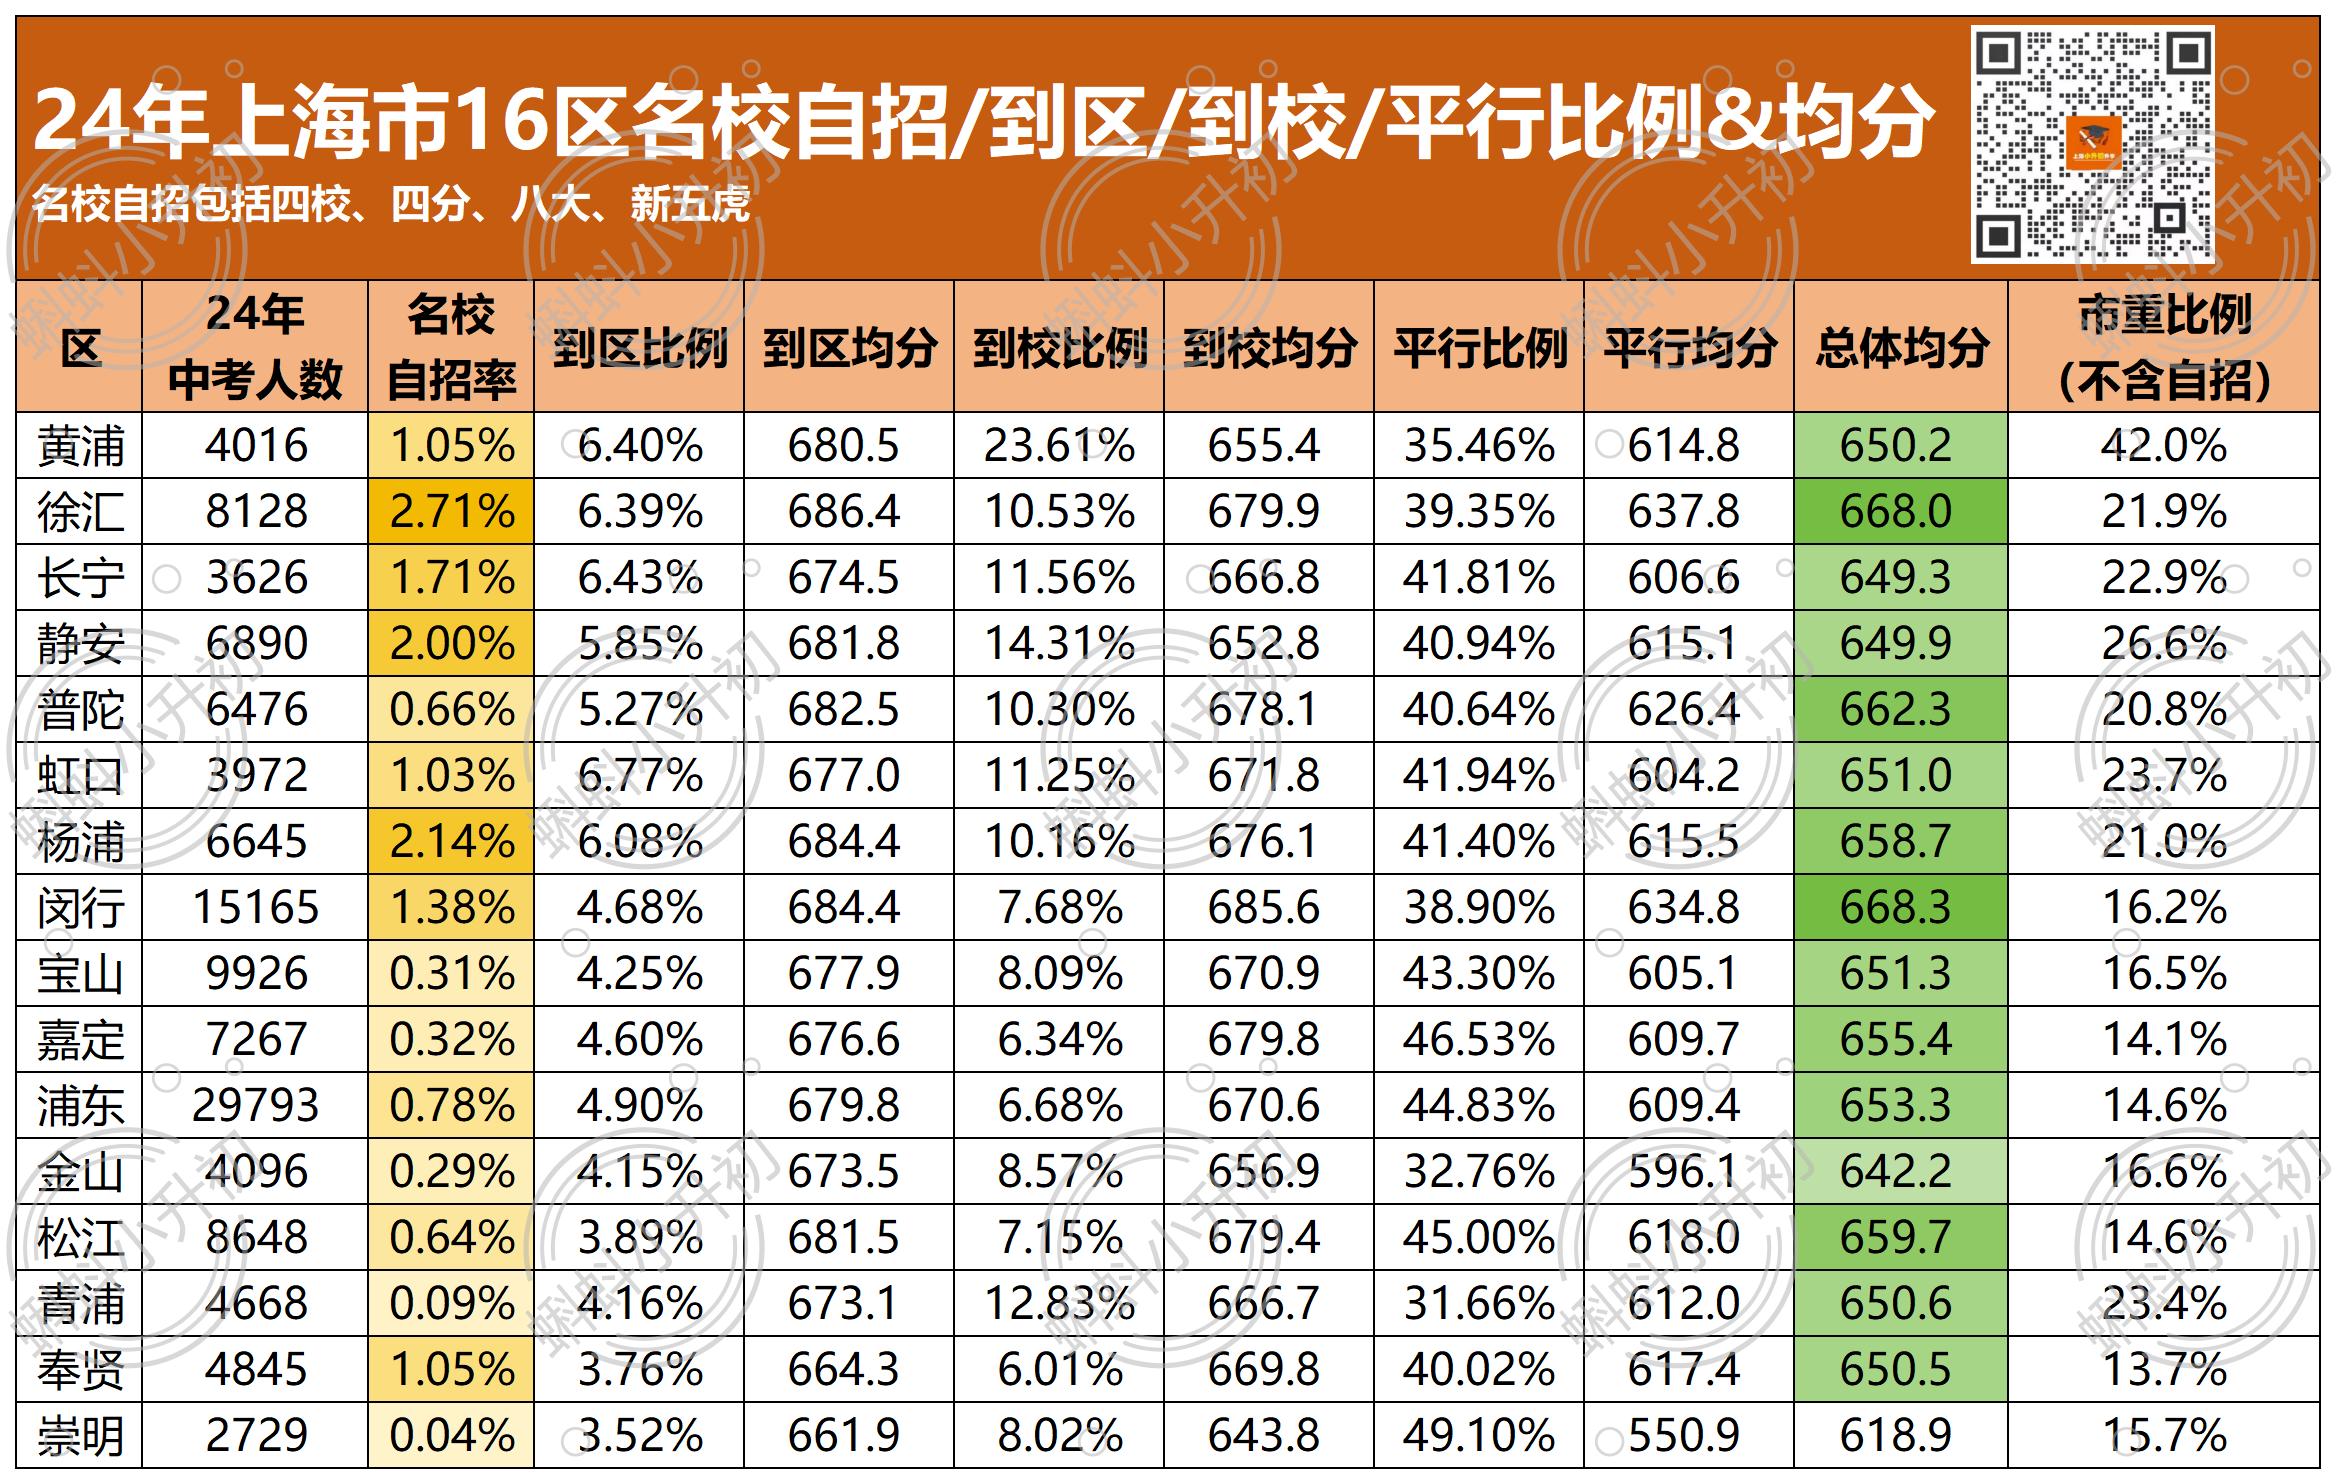 24年上海市16区名校自招/到区/到校/平行比例&均分
名校自招包括四校、四分、八大、新五虎
上海小升初升学
区 24年中考人数 名校自招率 到区比例 到区均分 到校比例 到校均分 平行比例 平行均分 总体均分 市重比例（不含自招）
黄浦 4016 1.05% 6.40% 680.5 23.61% 655.4 35.46% 614.8 650.2 42.0%
徐汇 8128 2.71% 6.39% 686.4 10.53% 679.9 39.35% 637.8 668.0 21.9%
长宁 3626 1.71% 6.43% 674.5 11.56% 666.8 41.81% 606.6 649.3 22.9%
静安 6890 2.00% 5.85% 681.8 14.31% 652.8 40.94% 615.1 649.9 26.6%
普陀 6476 0.66% 5.27% 682.5 10.30% 678.1 40.64% 626.4 662.3 20.8%
虹口 3972 1.03% 6.77% 677.0 11.25% 671.8 41.94% 604.2 651.0 23.7%
杨浦 6645 2.14% 6.08% 684.4 10.16% 676.1 41.40% 615.5 658.7 21.0%
闵行 15165 1.38% 4.68% 684.4 7.68% 685.6 38.90% 634.8 668.3 16.2%
宝山 9926 0.31% 4.25% 677.9 8.09% 670.9 43.30% 605.1 651.3 16.5%
嘉定 7267 0.32% 4.60% 676.6 6.34% 679.8 46.53% 609.7 655.4 14.1%
浦东 29793 0.78% 4.90% 679.8 6.68% 670.6 44.83% 609.4 653.3 14.6%
金山 4096 0.29% 4.15% 673.5 8.57% 656.9 32.76% 596.1 642.2 16.6%
松江 8648 0.64% 3.89% 681.5 7.15% 679.4 45.00% 618.0 659.7 14.6%
青浦 4668 0.09% 4.16% 673.1 12.83% 666.7 31.66% 612.0 650.6 23.4%
奉贤 4845 1.05% 3.76% 664.3 6.01% 669.8 40.02% 617.4 650.5 13.7%
崇明 2729 0.04% 3.52% 661.9 8.02% 643.8 49.10% 550.9 618.9 15.7%
蝌蚪小升初